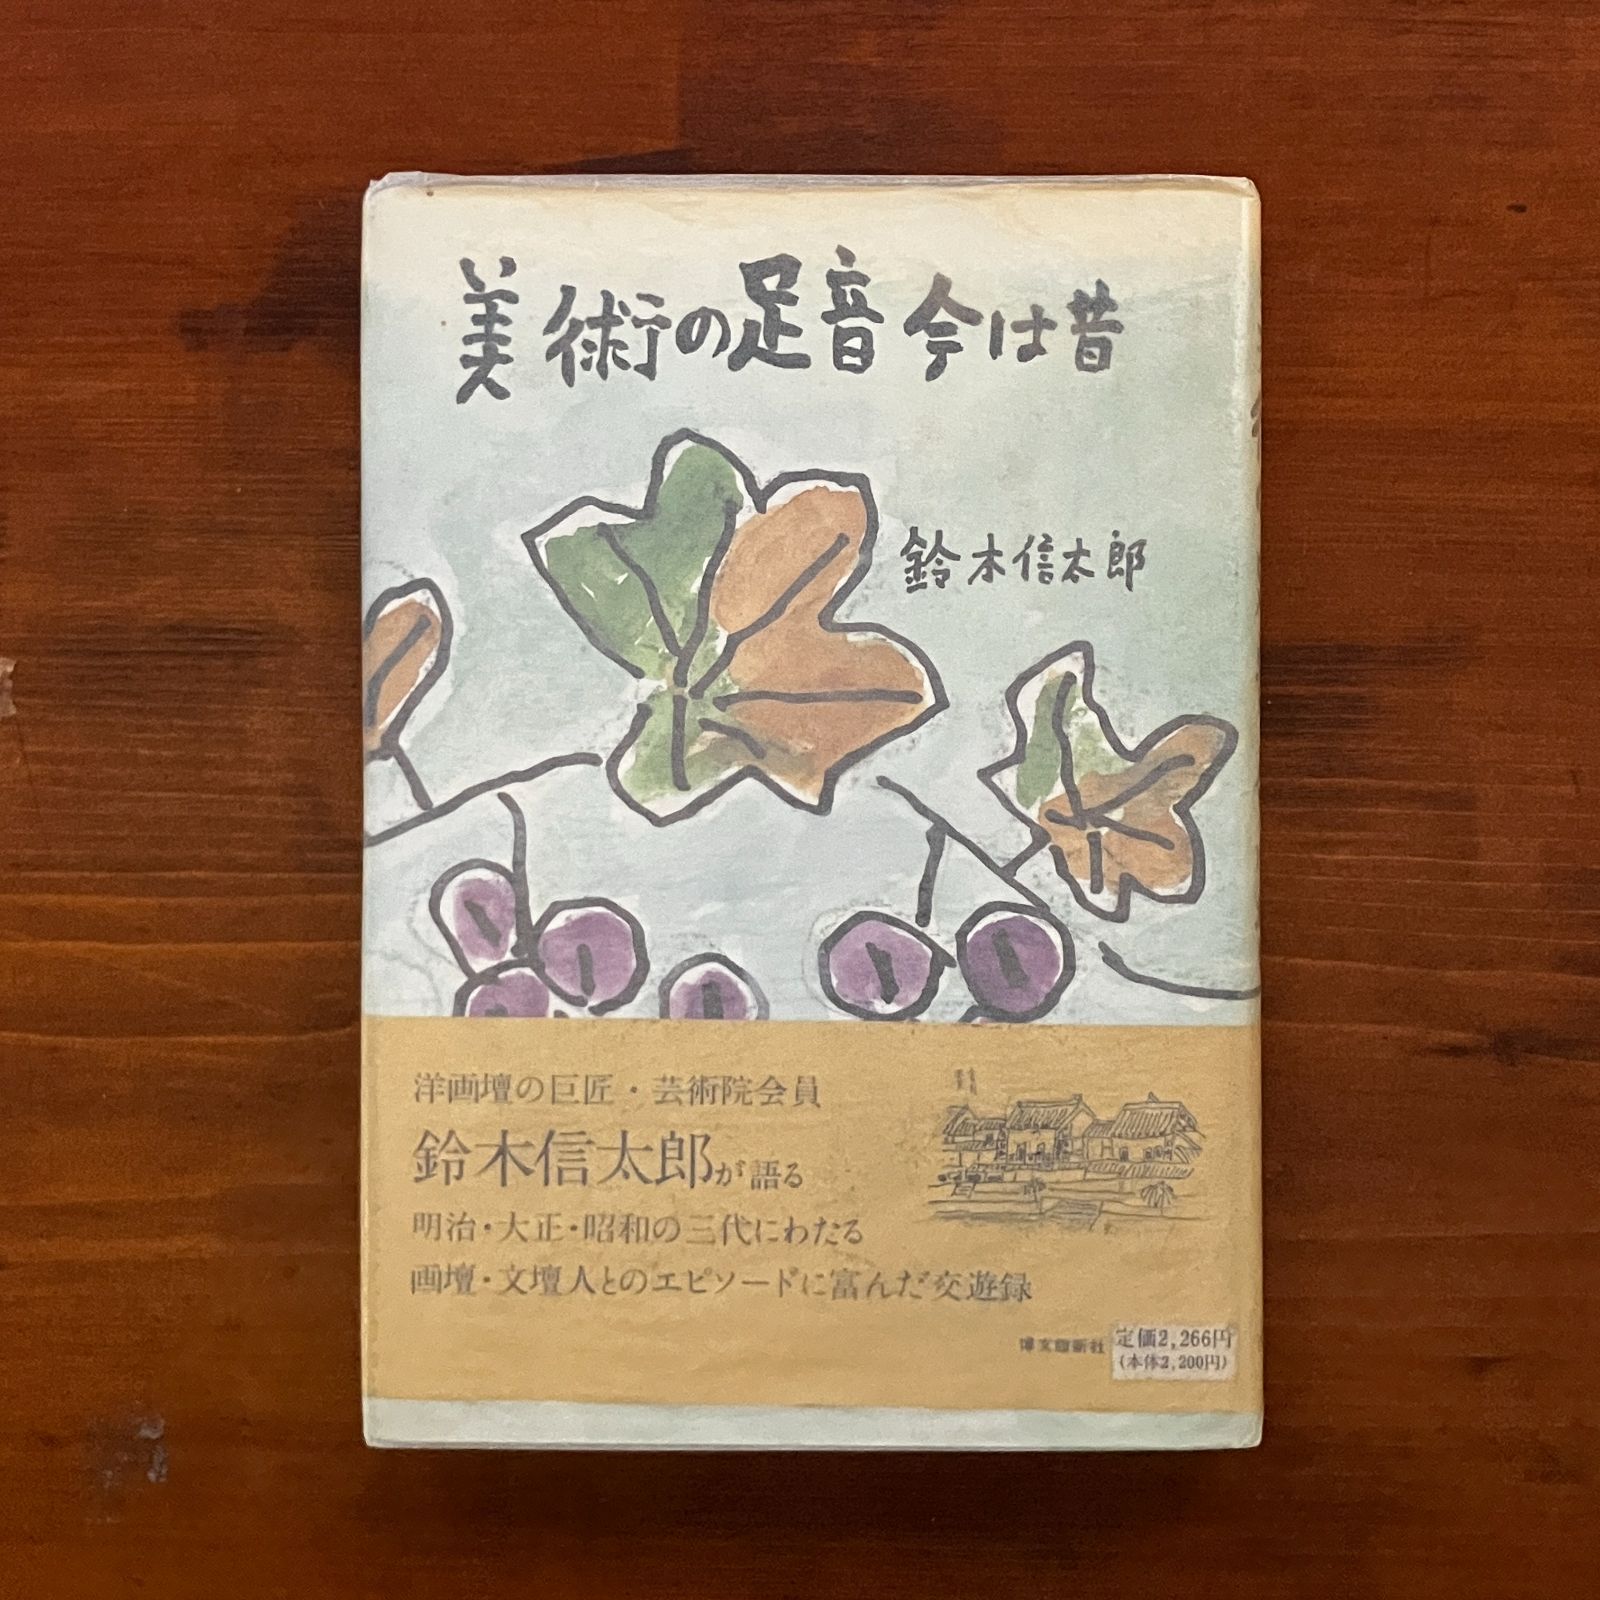 美術の足音今は昔
鈴木信太郎
洋画壇の巨匠・芸術院会員
鈴木信太郎が語る
明治・大正・昭和の三代にわたる
画壇・文壇人とのエピソードに富んだ交遊録
博文館新社
定価2,266円
(本体2,200円)